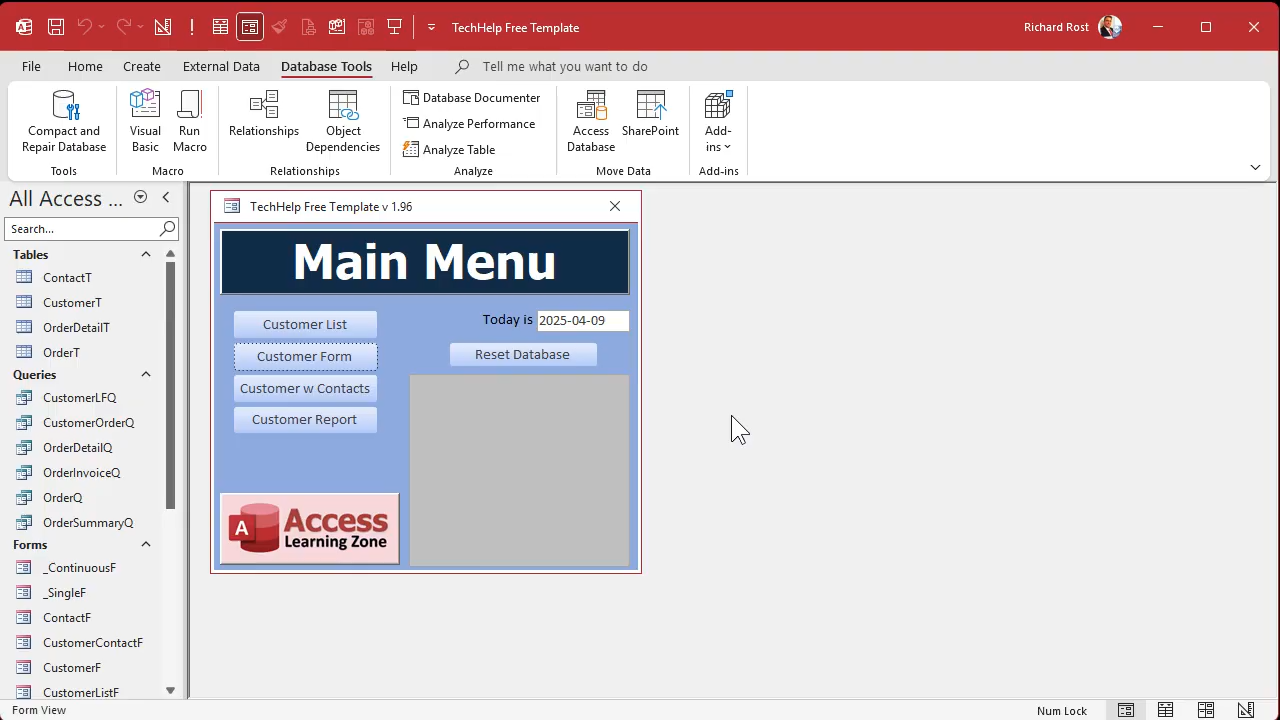 TechHelp Free Template
Richard Rost
File
Home
Create
External Data
Database Tools
Help
Tell me what you want to do
Compact and
Repair Database
Visual
Basic
Run
Macro
Relationships
Object
Dependencies
Database Documenter
Analyze Performance
Analyze Table
Access
Database
SharePoint
Add-
ins
Tools
Macro
Relationships
Analyze
Move Data
Add-ins
All Access ...
Search...
Tables
ContactT
CustomerT
OrderDetailT
OrderT
Queries
CustomerLFQ
CustomerOrderQ
OrderDetailQ
OrderInvoiceQ
OrderQ
OrderSummaryQ
Forms
_ContinuousF
_SingleF
ContactF
CustomerContactF
CustomerF
CustomerListF
TechHelp Free Template v 1.96
Main Menu
Customer List
Customer Form
Customer w Contacts
Customer Report
Today is 2025-04-09
Reset Database
A
Access
Learning Zone
Form View
Num Lock